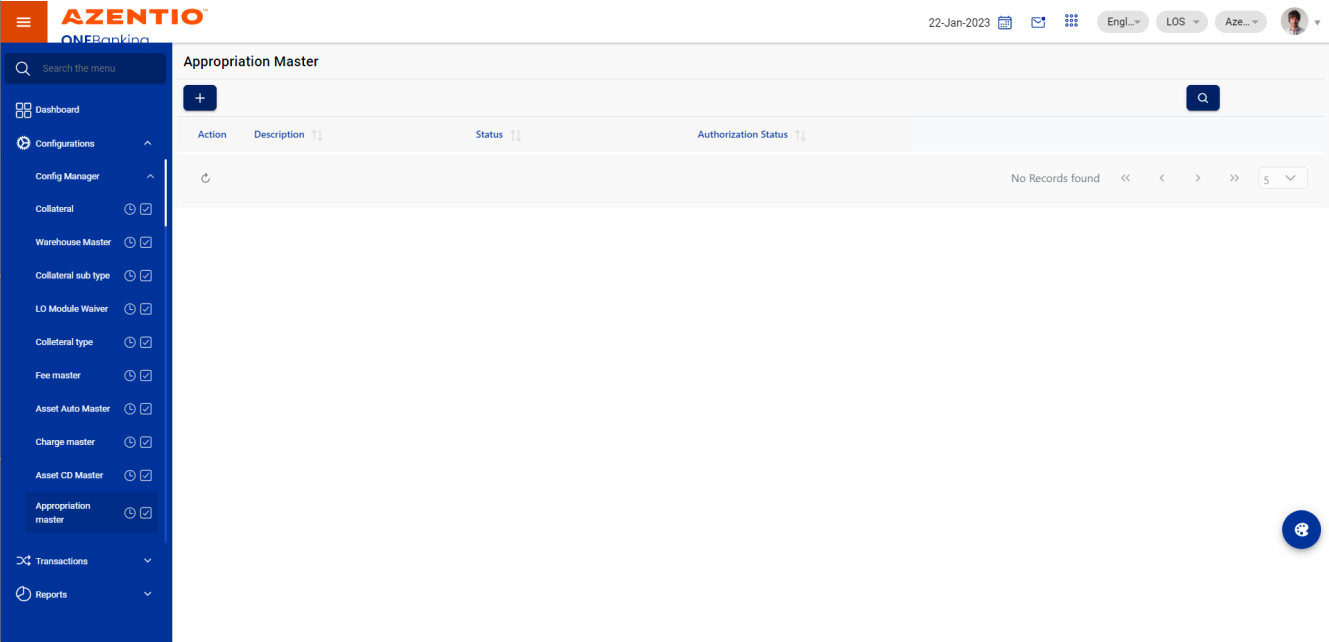 AZENTIO™
ONEBanking
22-Jan-2023
Engl...
LOS
Aze...
Search the menu
Dashboard
Configurations
Config Manager
Collateral
Warehouse Master
Collateral sub type
LO Module Waiver
Colleteral type
Fee master
Asset Auto Master
Charge master
Asset CD Master
Appropriation
master
Transactions
Reports
Appropriation Master
+
Action Description Status Authorization Status
No Records found
5